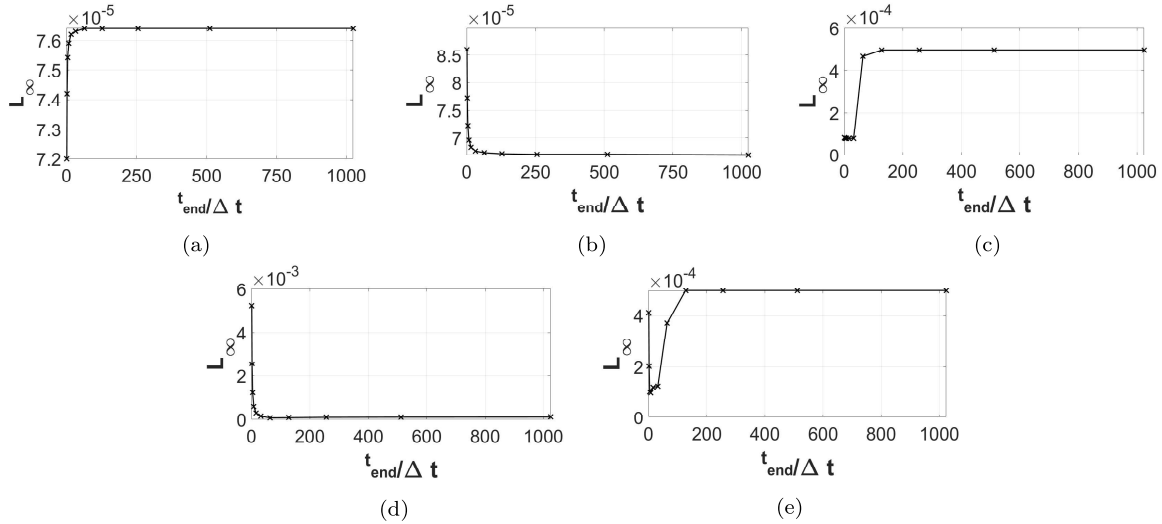 ×10⁻⁵
7.6
7.5
7.4
7.3
7.2
L∞
0 250 500 750 1000
t_end/Δ t
(a)
×10⁻⁵
8.5
8
7.5
7
L∞
0 250 500 750 1000
t_end/Δ t
(b)
×10⁻⁴
6
4
2
0
L∞
0 200 400 600 800 1000
t_end/Δ t
(c)
×10⁻³
6
4
2
0
L∞
0 200 400 600 800 1000
t_end/Δ t
(d)
×10⁻⁴
4
2
0
L∞
0 200 400 600 800 1000
t_end/Δ t
(e)